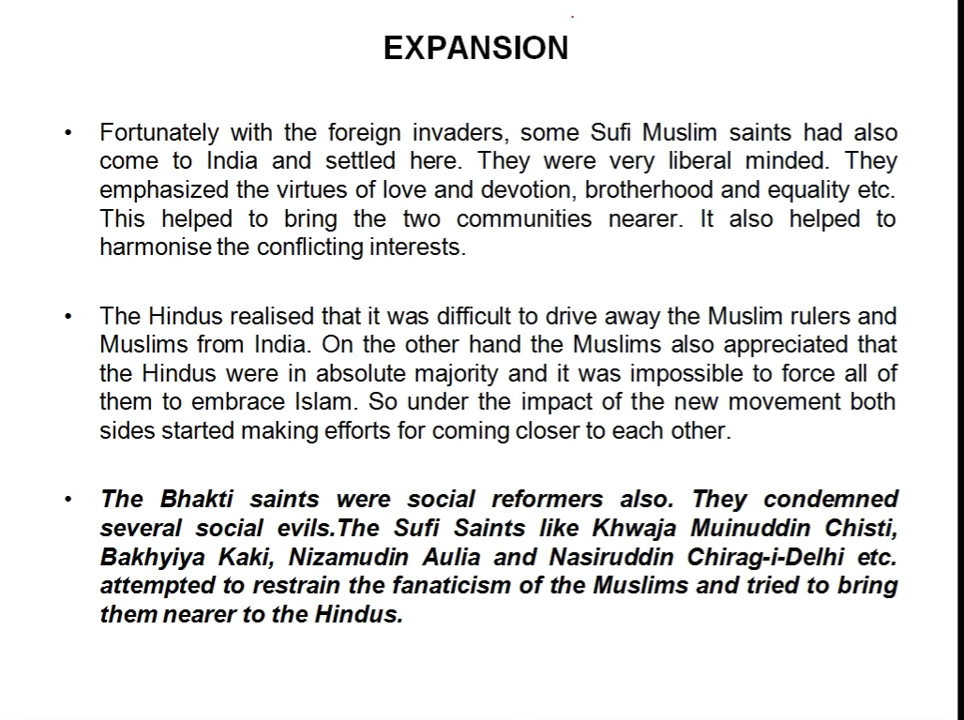 EXPANSION
• Fortunately with the foreign invaders, some Sufi Muslim saints had also
come to India and settled here. They were very liberal minded. They
emphasized the virtues of love and devotion, brotherhood and equality etc.
This helped to bring the two communities nearer. It also helped to
harmonise the conflicting interests.
• The Hindus realised that it was difficult to drive away the Muslim rulers and
Muslims from India. On the other hand the Muslims also appreciated that
the Hindus were in absolute majority and it was impossible to force all of
them to embrace Islam. So under the impact of the new movement both
sides started making efforts for coming closer to each other.
• The Bhakti saints were social reformers also. They condemned
several social evils.The Sufi Saints like Khwaja Muinuddin Chisti,
Bakhyiya Kaki, Nizamudin Aulia and Nasiruddin Chirag-i-Delhi etc.
attempted to restrain the fanaticism of the Muslims and tried to bring
them nearer to the Hindus.